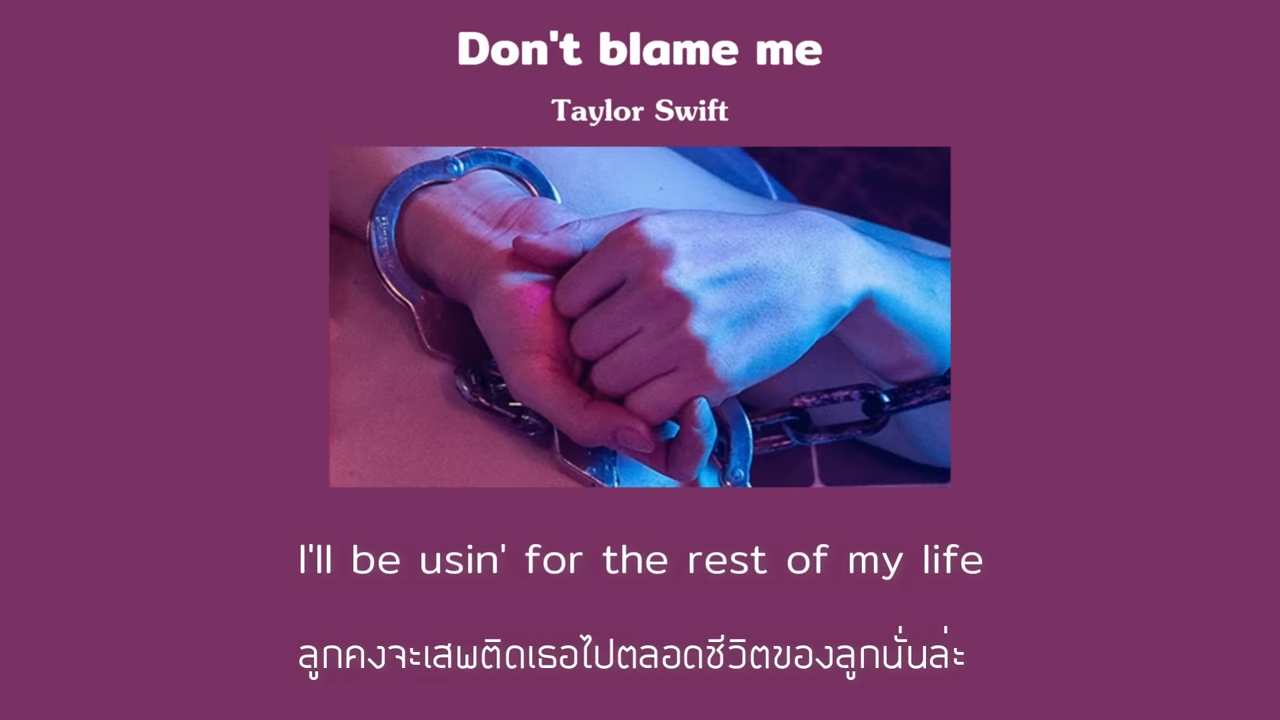 Don't blame me
Taylor Swift
I'll be usin' for the rest of my life
ลูกคงจะเสพติดเธอไปตลอดชีวิตของลูกนั่นล่ะ